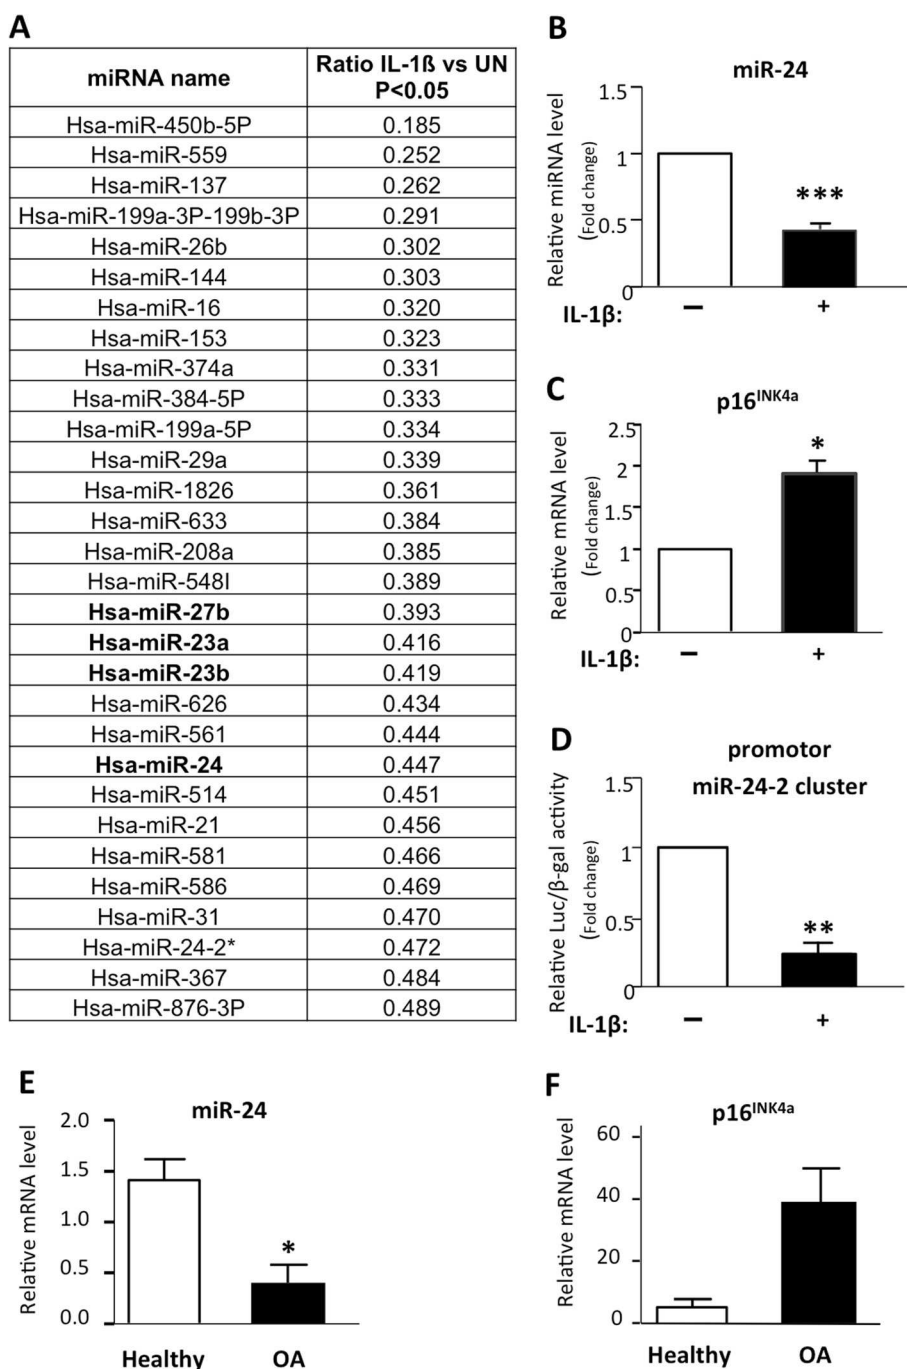 A
miRNA name Ratio IL-1ß vs UN
P<0.05
Hsa-miR-450b-5P 0.185
Hsa-miR-559 0.252
Hsa-miR-137 0.262
Hsa-miR-199a-3P-199b-3P 0.291
Hsa-miR-26b 0.302
Hsa-miR-144 0.303
Hsa-miR-16 0.320
Hsa-miR-153 0.323
Hsa-miR-374a 0.331
Hsa-miR-384-5P 0.333
Hsa-miR-199a-5P 0.334
Hsa-miR-29a 0.339
Hsa-miR-1826 0.361
Hsa-miR-633 0.384
Hsa-miR-208a 0.385
Hsa-miR-548l 0.389
Hsa-miR-27b 0.393
Hsa-miR-23a 0.416
Hsa-miR-23b 0.419
Hsa-miR-626 0.434
Hsa-miR-561 0.444
Hsa-miR-24 0.447
Hsa-miR-514 0.451
Hsa-miR-21 0.456
Hsa-miR-581 0.466
Hsa-miR-586 0.469
Hsa-miR-31 0.470
Hsa-miR-24-2* 0.472
Hsa-miR-367 0.484
Hsa-miR-876-3P 0.489
B
miR-24
Relative miRNA level
(Fold change)
1.5
1
0.5
0
***
IL-1β: – +
C
p16INK4a
Relative mRNA level
(Fold change)
2.5
2
1
0.5
0
*
IL-1β: – +
D
promotor
miR-24-2 cluster
Relative Luc/β-gal activity
(Fold change)
1.5
1
0.5
0
**
IL-1β: – +
E
miR-24
Relative mRNA level
2.0
1.5
1.0
0.5
0.0
*
Healthy OA
F
p16INK4a
Relative mRNA level
60
40
20
0
Healthy OA